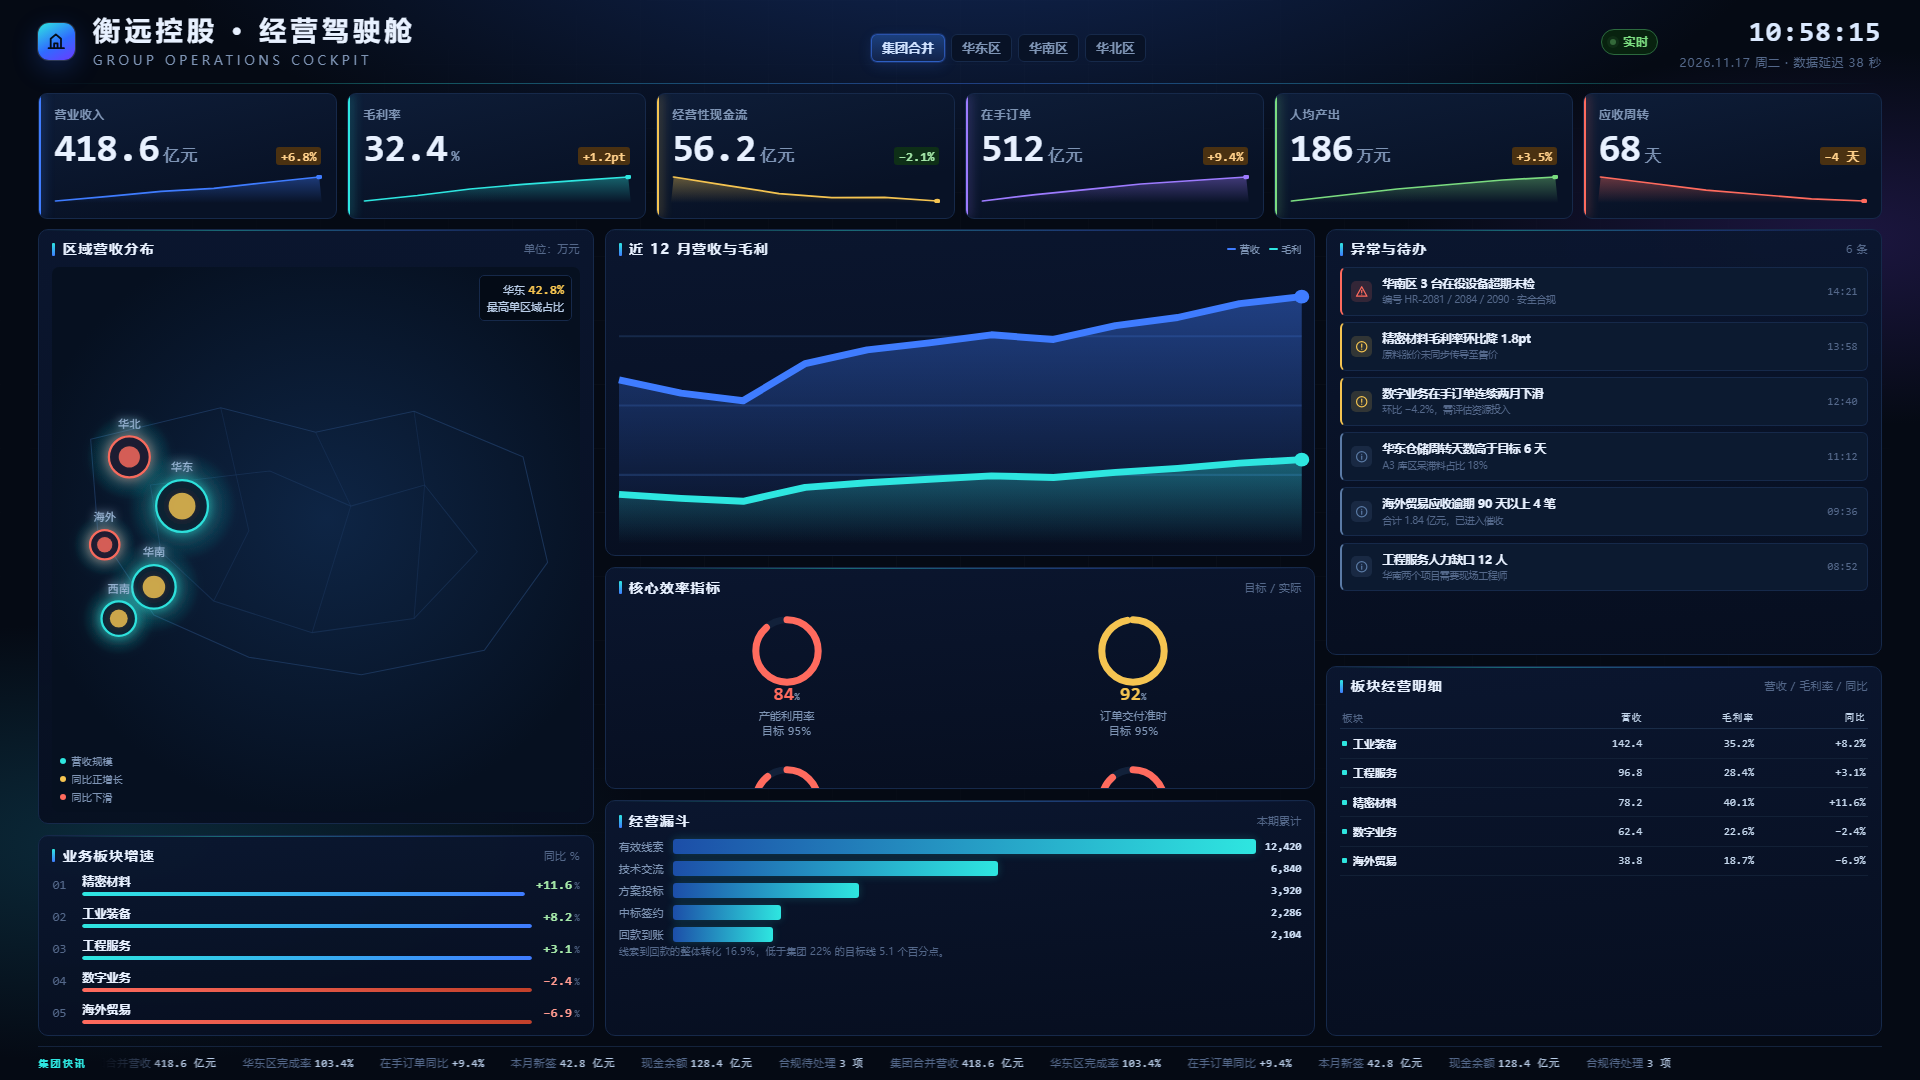 衡远控股 • 经营驾驶舱
GROUP OPERATIONS COCKPIT
集团合并
华东区
华南区
华北区
实时
10:58:15
2026.11.17 周二 · 数据延迟 38 秒
营业收入
418.6亿元
+6.8%
毛利率
32.4%
+1.2pt
经营性现金流
56.2亿元
−2.1%
在手订单
512亿元
+9.4%
人均产出
186万元
+3.5%
应收周转
68天
−4 天
区域营收分布
单位: 万元
华东 42.8%
最高单区域占比
华北
华东
海外
华南
西南
营收规模
同比正增长
同比下滑
业务板块增速
同比 %
01 精密材料 +11.6%
02 工业装备 +8.2%
03 工程服务 +3.1%
04 数字业务 −2.4%
05 海外贸易 −6.9%
近 12 月营收与毛利
营收 毛利
核心效率指标
目标 / 实际
84%
产能利用率
目标 95%
92%
订单交付准时
目标 95%
经营漏斗
本期累计
有效线索 12,420
技术交流 6,840
方案投标 3,920
中标签约 2,286
回款到账 2,104
线索到回款的整体转化 16.9%，低于集团 22% 的目标线 5.1 个百分点。
异常与待办
6 条
华南区 3 台在役设备超期未检
编号 HR-2081 / 2084 / 2090 · 安全合规
14:21
精密材料毛利率环比降 1.8pt
原料涨价未同步传导至售价
13:58
数字业务在手订单连续两月下滑
环比 −4.2%，需评估资源投入
12:40
华东仓储周转天数高于目标 6 天
A3 库区呆滞料占比 18%
11:12
海外贸易应收逾期 90 天以上 4 笔
合计 1.84 亿元，已进入催收
09:36
工程服务人力缺口 12 人
华南两个项目需要现场工程师
08:52
板块经营明细
营收 / 毛利率 / 同比
板块 营收 毛利率 同比
工业装备 142.4 35.2% +8.2%
工程服务 96.8 28.4% +3.1%
精密材料 78.2 40.1% +11.6%
数字业务 62.4 22.6% −2.4%
海外贸易 38.8 18.7% −6.9%
集团快讯 合并营收 418.6 亿元 华东区完成率 103.4% 在手订单同比 +9.4% 本月新签 42.8 亿元 现金余额 128.4 亿元 合规待处理 3 项 集团合并营收 418.6 亿元 华东区完成率 103.4% 在手订单同比 +9.4% 本月新签 42.8 亿元 现金余额 128.4 亿元 合规待处理 3 项